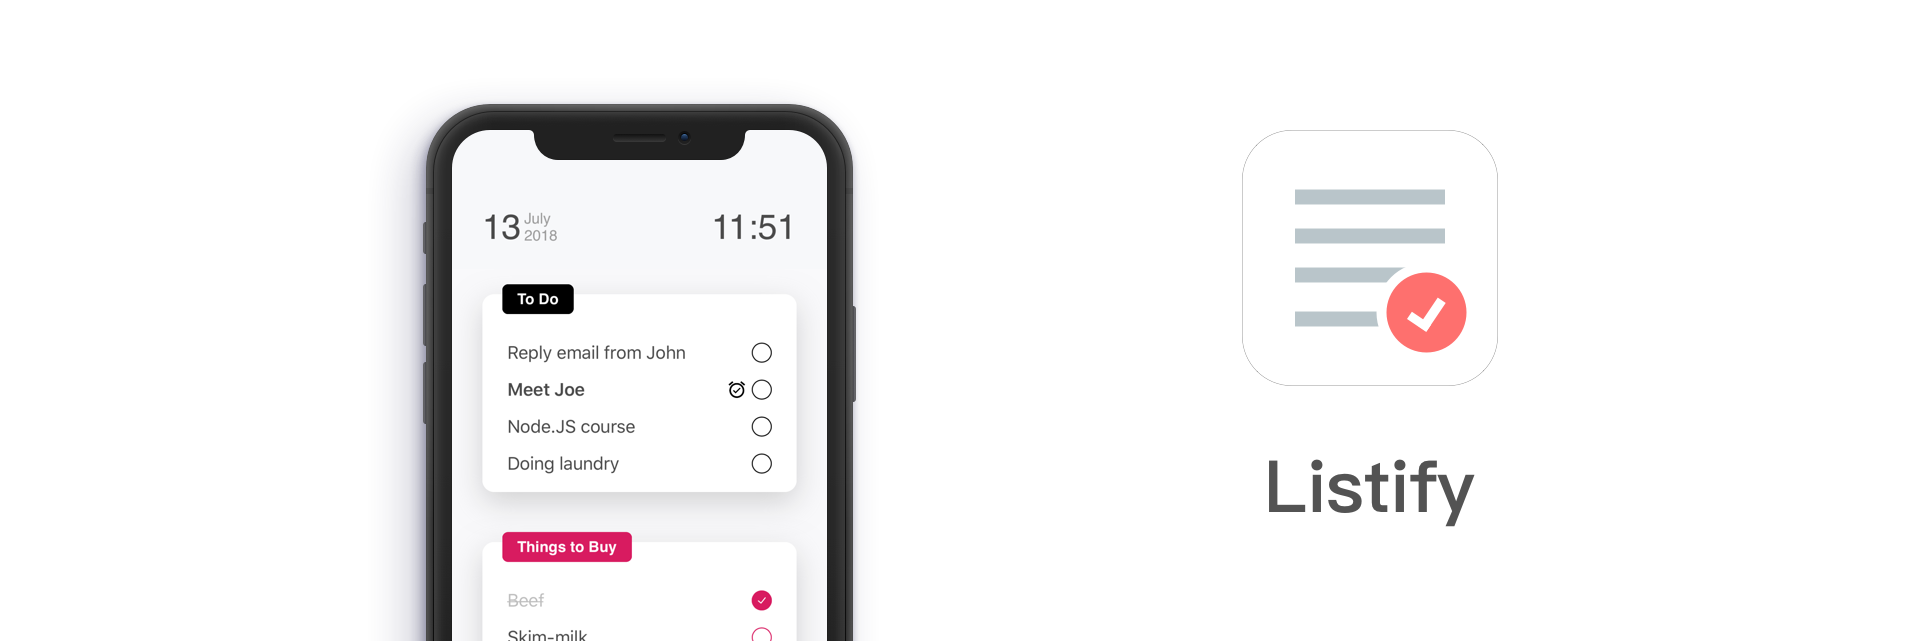 13 July
2018
11:51
To Do
Reply email from John
Meet Joe
Node.JS course
Doing laundry
Things to Buy
Beef
Skim-milk
Listify